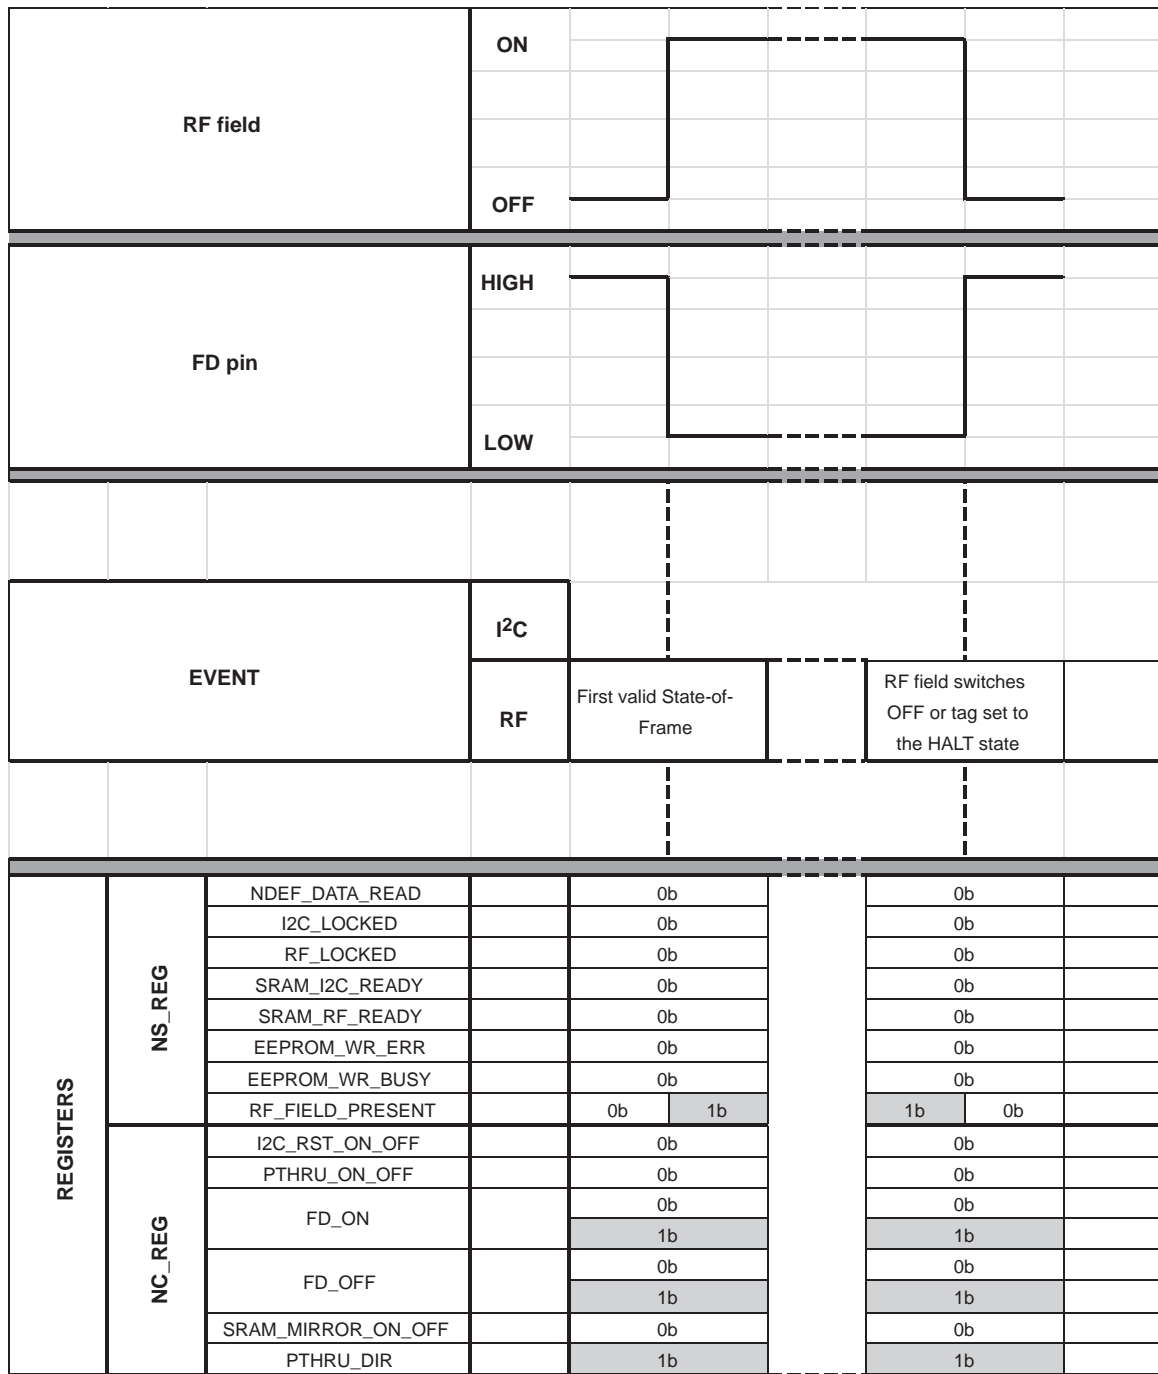 ON
RF field
OFF
HIGH
FD pin
LOW
I2C
EVENT
RF
First valid State-of-
Frame
RF field switches
OFF or tag set to
the HALT state
REGISTERS
NS_REG
NDEF_DATA_READ 0b 0b
I2C_LOCKED 0b 0b
RF_LOCKED 0b 0b
SRAM_I2C_READY 0b 0b
SRAM_RF_READY 0b 0b
EEPROM_WR_ERR 0b 0b
EEPROM_WR_BUSY 0b 0b
RF_FIELD_PRESENT 0b 1b 1b 0b
NC_REG
I2C_RST_ON_OFF 0b 0b
PTHRU_ON_OFF 0b 0b
FD_ON
0b 0b
1b 1b
FD_OFF
0b 0b
1b 1b
SRAM_MIRROR_ON_OFF 0b 0b
PTHRU_DIR 1b 1b